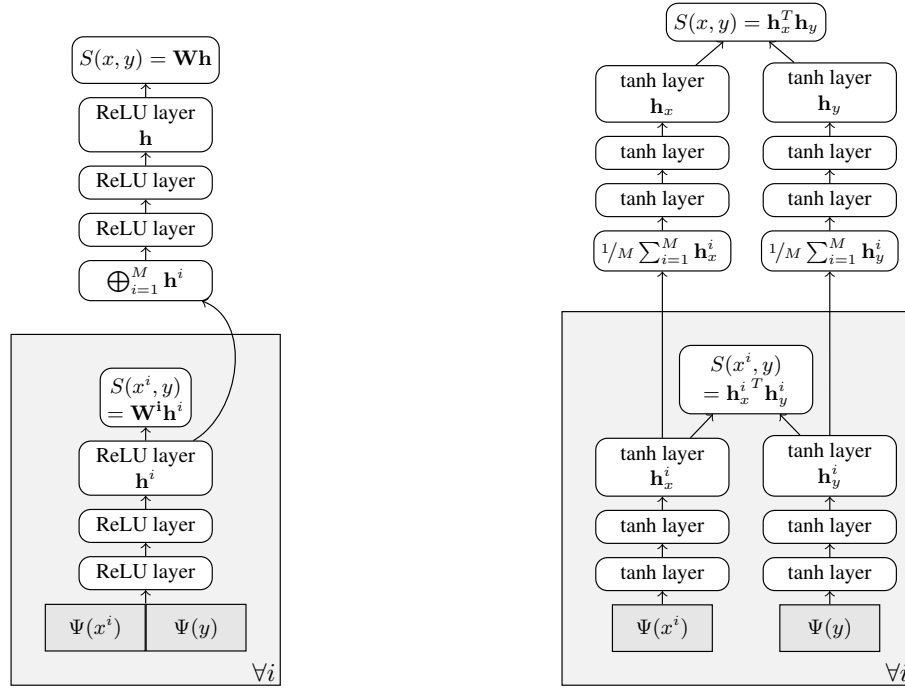 S(x, y) = Wh
ReLU layer
h
ReLU layer
ReLU layer
⊕_{i=1}^{M} h^i
S(x^i, y)
= W^i h^i
ReLU layer
h^i
ReLU layer
ReLU layer
Ψ(x^i) Ψ(y)
∀i
S(x, y) = h_x^T h_y
tanh layer
h_x
tanh layer
h_y
tanh layer tanh layer
tanh layer tanh layer
1/M ∑_{i=1}^{M} h_x^i 1/M ∑_{i=1}^{M} h_y^i
S(x^i, y)
= h_x^{i T} h_y^i
tanh layer
h_x^i
tanh layer
h_y^i
tanh layer tanh layer
tanh layer tanh layer
Ψ(x^i) Ψ(y)
∀i